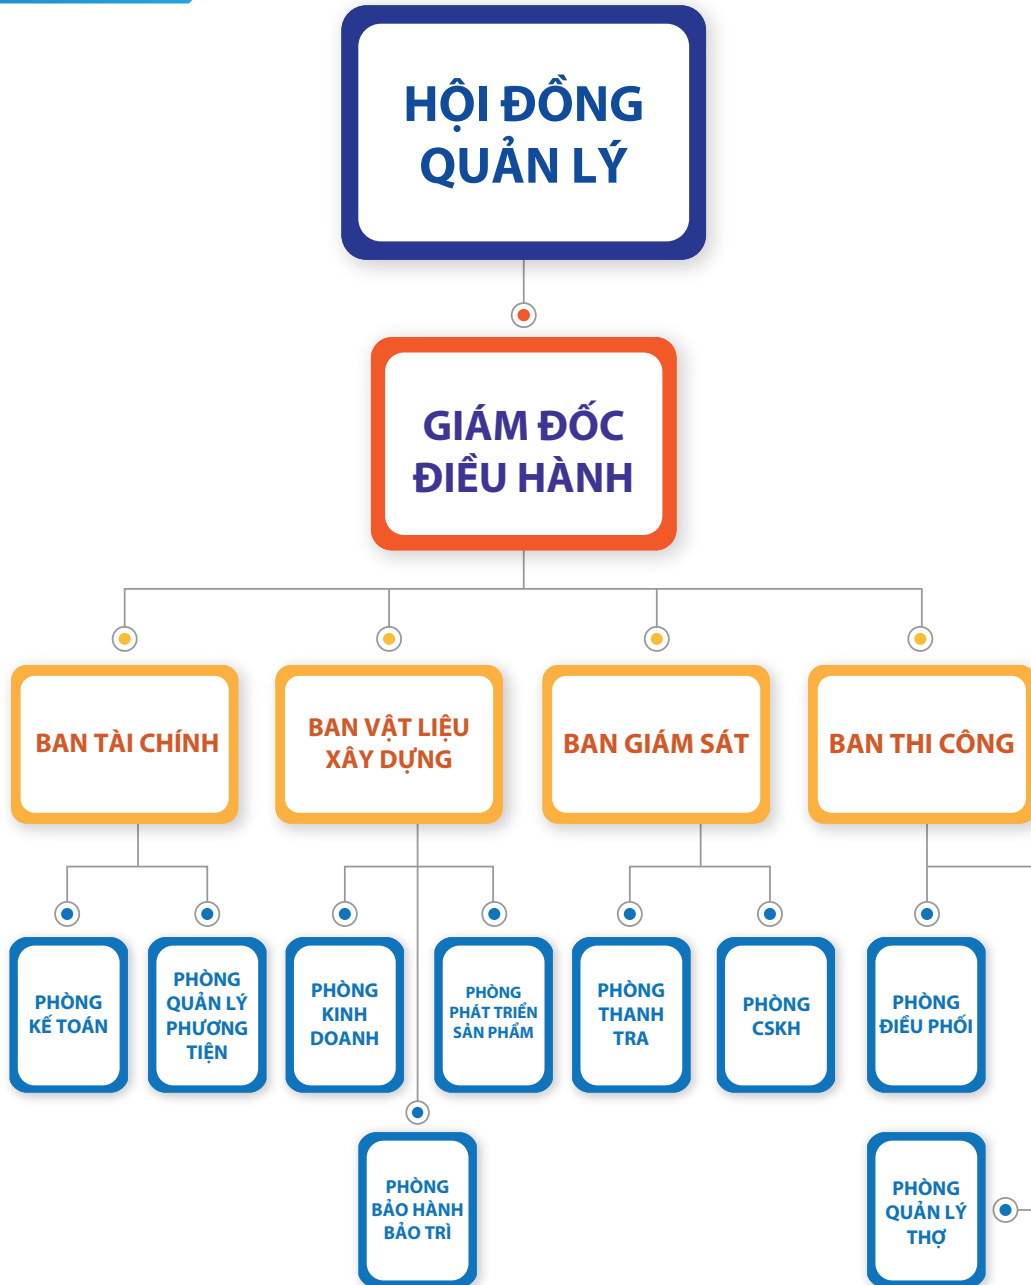 HỘI ĐỒNG
QUẢN LÝ
GIÁM ĐỐC
ĐIỀU HÀNH
BAN TÀI CHÍNH
BAN VẬT LIỆU
XÂY DỰNG
BAN GIÁM SÁT
BAN THI CÔNG
PHÒNG
KẾ TOÁN
PHÒNG
QUẢN LÝ
PHƯƠNG
TIỆN
PHÒNG
KINH
DOANH
PHÒNG
PHÁT TRIỂN
SẢN PHẨM
PHÒNG
THANH
TRA
PHÒNG
CSKH
PHÒNG
ĐIỀU PHỐI
PHÒNG
BẢO HÀNH
BẢO TRÌ
PHÒNG
QUẢN LÝ
THỢ